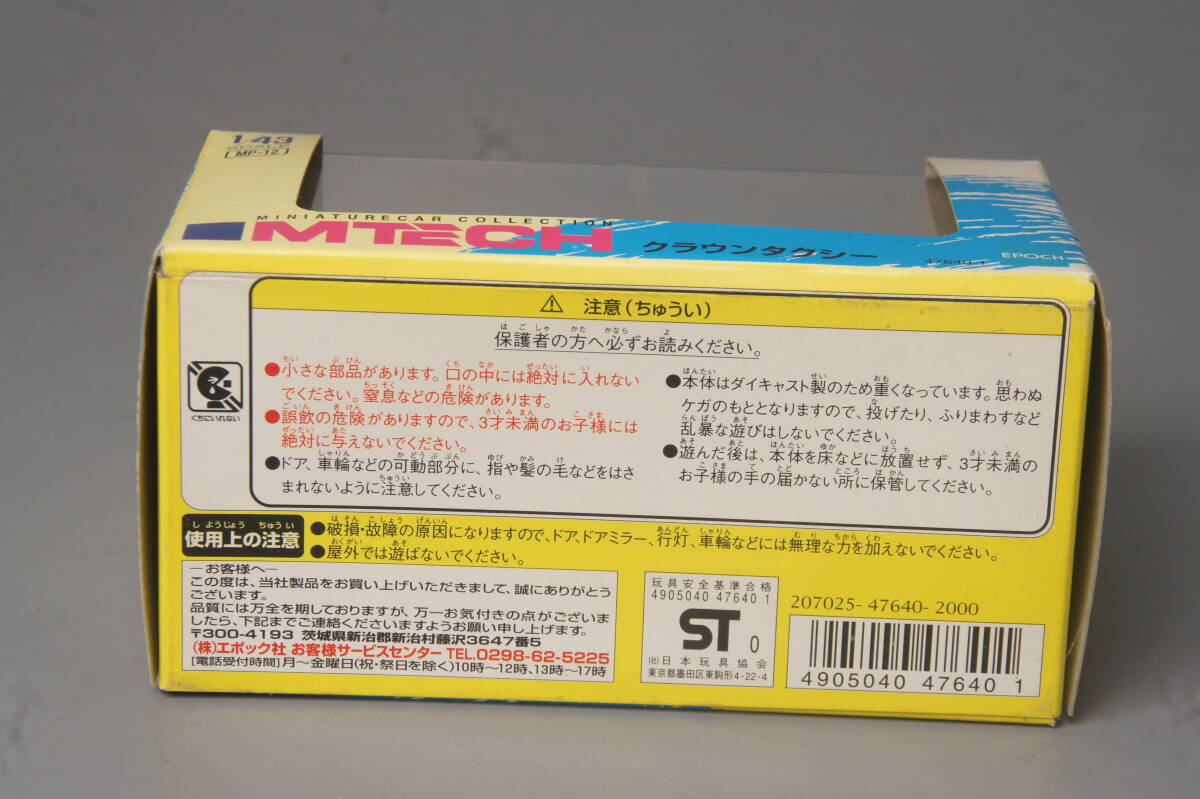 1/43
SCALE
MP-12
MINIATURECAR COLLECTION
MTECH
クラウンタクシー
47640-1
EPOCH
⚠ 注意(ちゅうい)
保護者の方へ必ずお読みください。
くちにいれない
●小さな部品があります。口の中には絶対に入れない
でください。窒息などの危険があります。
●誤飲の危険がありますので、3才未満のお子様には
絶対に与えないでください。
●ドア、車輪などの可動部分に、指や髪の毛などをはさ
まれないように注意してください。
●本体はダイキャスト製のため重くなっています。思わぬ
ケガのもととなりますので、投げたり、ふりまわすなど
乱暴な遊びはしないでください。
●遊んだ後は、本体を床などに放置せず、3才未満の
お子様の手の届かない所に保管してください。
使用上の注意
●破損・故障の原因になりますので、ドア、ドアミラー、行灯、車輪などには無理な力を加えないでください。
●屋外では遊ばないでください。
―お客様へ―
この度は、当社製品をお買い上げいただきまして、誠にありがとう
ございます。
品質には万全を期しておりますが、万一お気付きの点がございま
したら、下記までご連絡くださいますようお願い申し上げます。
〒300-4193 茨城県新治郡新治村藤沢3647番5
(株)エポック社 お客様サービスセンター TEL.0298-62-5225
[電話受付時間]月〜金曜日(祝・祭日を除く)10時〜12時、13時〜17時
玩具安全基準合格
4905040 47640 1
ST 0
(社)日本玩具協会
東京都墨田区東駒形4-22-4
207025- 47640- 2000
4905040 47640 1